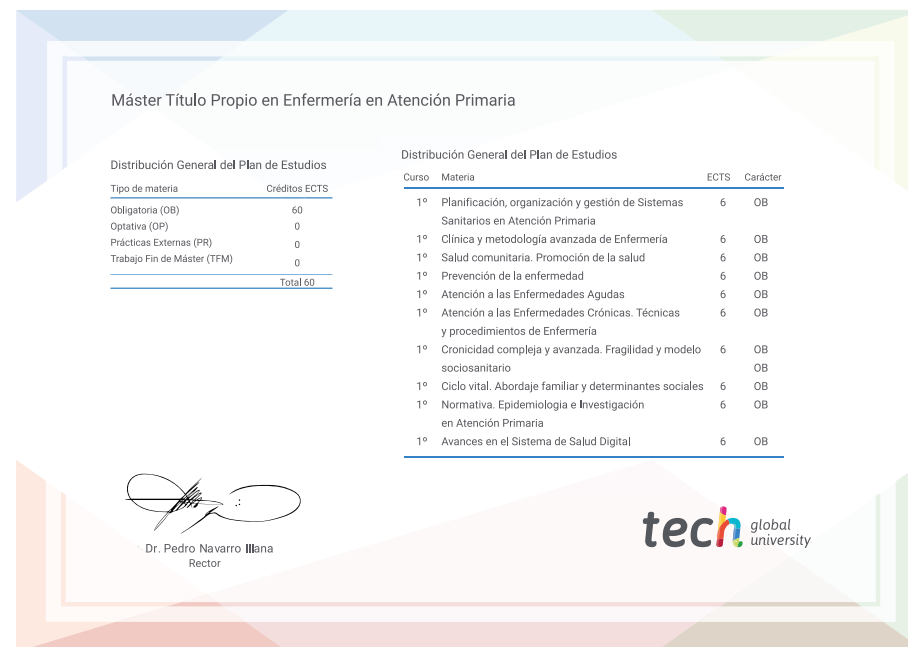 Máster Título Propio en Enfermería en Atención Primaria
Distribución General del Plan de Estudios
Tipo de materia Créditos ECTS
Obligatoria (OB) 60
Optativa (OP) 0
Prácticas Externas (PR) 0
Trabajo Fin de Máster (TFM) 0
Total 60
Distribución General del Plan de Estudios
Curso Materia ECTS Carácter
1º Planificación, organización y gestión de Sistemas 6 OB
Sanitarios en Atención Primaria
1º Clínica y metodología avanzada de Enfermería 6 OB
1º Salud comunitaria. Promoción de la salud 6 OB
1º Prevención de la enfermedad 6 OB
1º Atención a las Enfermedades Agudas 6 OB
1º Atención a las Enfermedades Crónicas. Técnicas 6 OB
y procedimientos de Enfermería
1º Cronicidad compleja y avanzada. Fragilidad y modelo 6 OB
sociosanitario OB
1º Ciclo vital. Abordaje familiar y determinantes sociales 6 OB
1º Normativa. Epidemiologia e Investigación 6 OB
en Atención Primaria
1º Avances en el Sistema de Salud Digital 6 OB
Dr. Pedro Navarro Illana
Rector
tech global
university